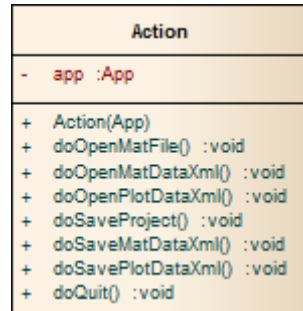 Action
- app :App
+ Action(App)
+ doOpenMatFile() :void
+ doOpenMatDataXml() :void
+ doOpenPlotDataXml() :void
+ doSaveProject() :void
+ doSaveMatDataXml() :void
+ doSavePlotDataXml() :void
+ doQuit() :void